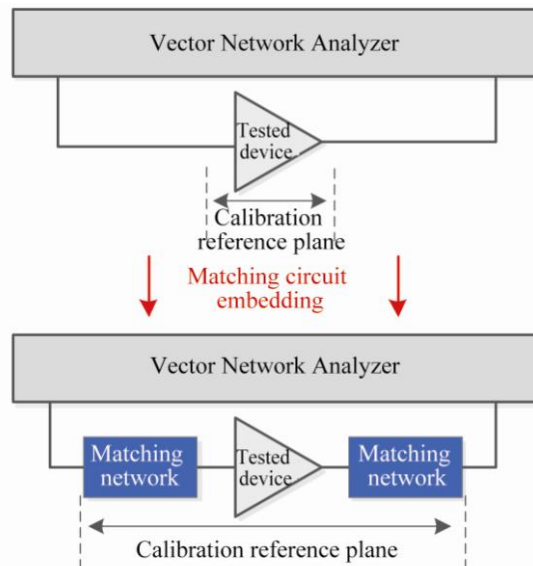 Vector Network Analyzer
Tested
device
Calibration
reference plane
Matching circuit
embedding
Vector Network Analyzer
Matching
network
Tested
device
Matching
network
Calibration reference plane